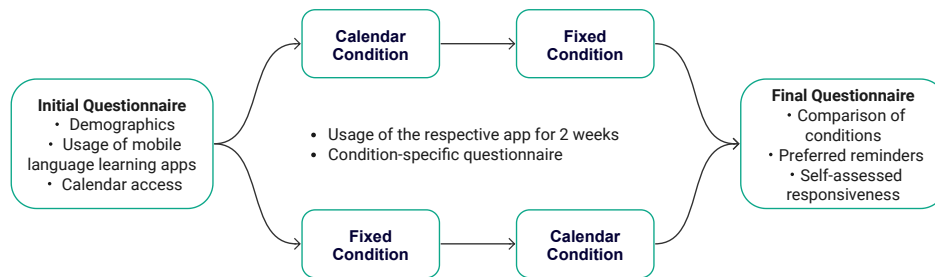 Initial Questionnaire
• Demographics
• Usage of mobile
language learning apps
• Calendar access
Calendar
Condition
Fixed
Condition
• Usage of the respective app for 2 weeks
• Condition-specific questionnaire
Fixed
Condition
Calendar
Condition
Final Questionnaire
• Comparison of
conditions
• Preferred reminders
• Self-assessed
responsiveness